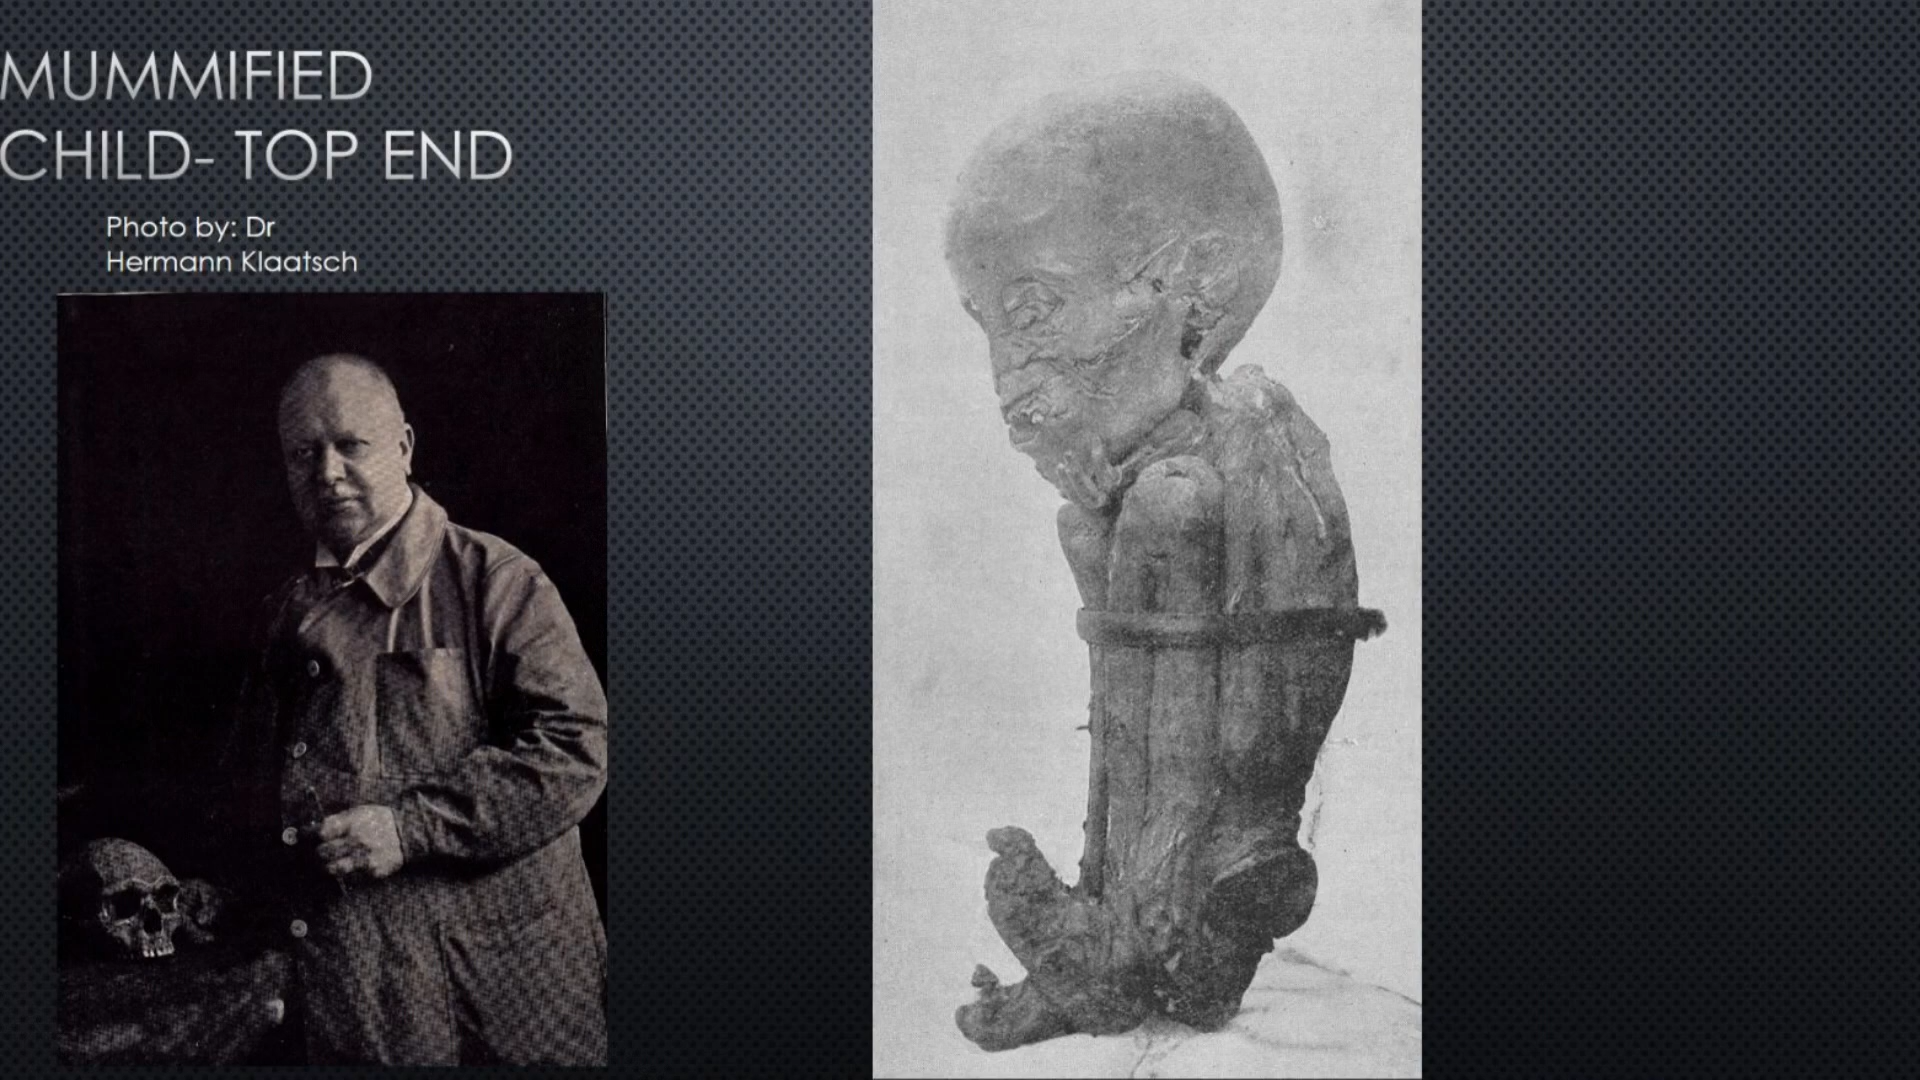 MUMMIFIED
CHILD- TOP END
Photo by: Dr
Hermann Klaatsch